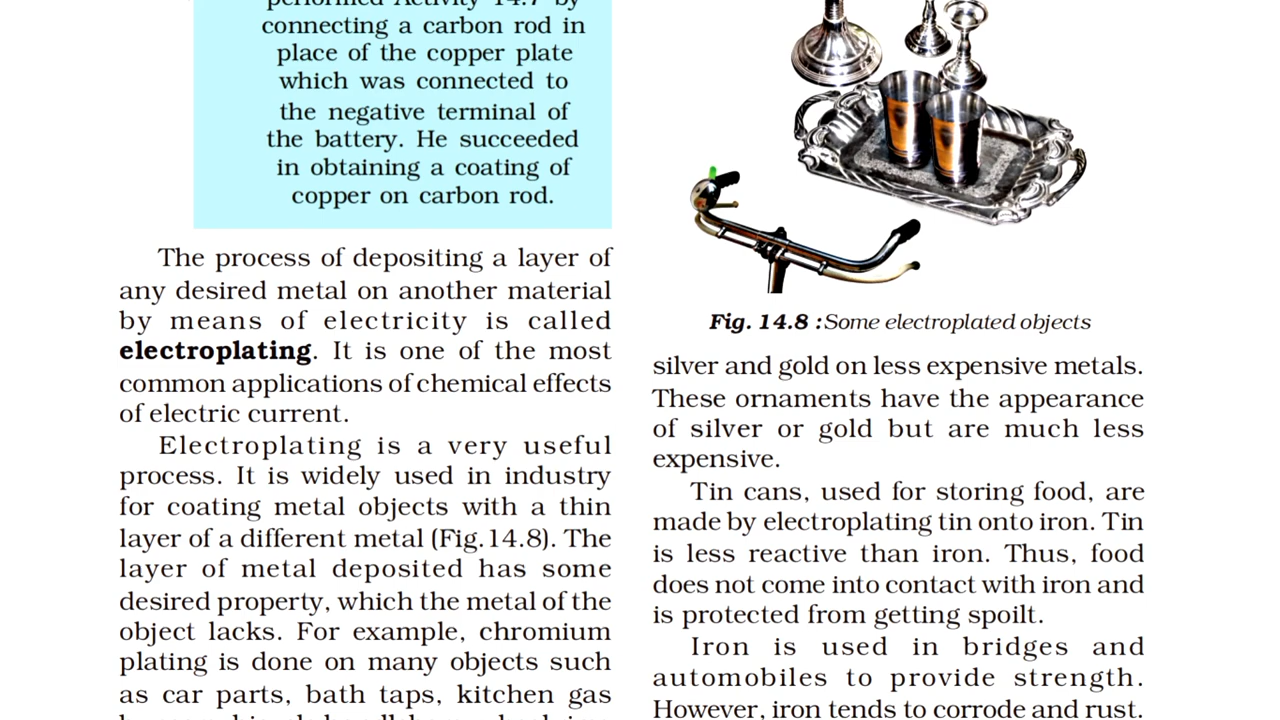 performed Activity 14.7 by
connecting a carbon rod in
place of the copper plate
which was connected to
the negative terminal of
the battery. He succeeded
in obtaining a coating of
copper on carbon rod.
The process of depositing a layer of
any desired metal on another material
by means of electricity is called
electroplating. It is one of the most
common applications of chemical effects
of electric current.
Electroplating is a very useful
process. It is widely used in industry
for coating metal objects with a thin
layer of a different metal (Fig.14.8). The
layer of metal deposited has some
desired property, which the metal of the
object lacks. For example, chromium
plating is done on many objects such
as car parts, bath taps, kitchen gas
Fig. 14.8 : Some electroplated objects
silver and gold on less expensive metals.
These ornaments have the appearance
of silver or gold but are much less
expensive.
Tin cans, used for storing food, are
made by electroplating tin onto iron. Tin
is less reactive than iron. Thus, food
does not come into contact with iron and
is protected from getting spoilt.
Iron is used in bridges and
automobiles to provide strength.
However, iron tends to corrode and rust.